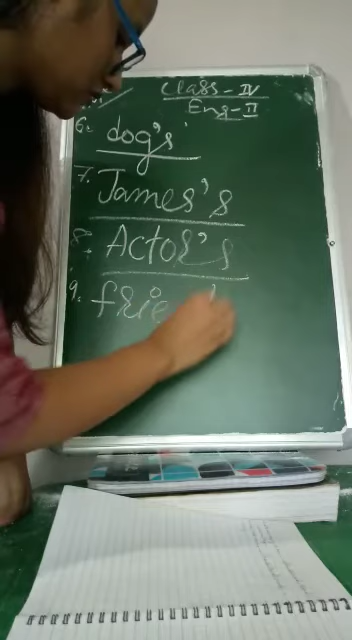 Class-IV
Eng-II
6. dog's
7. James's
8. Actor's
9. frie